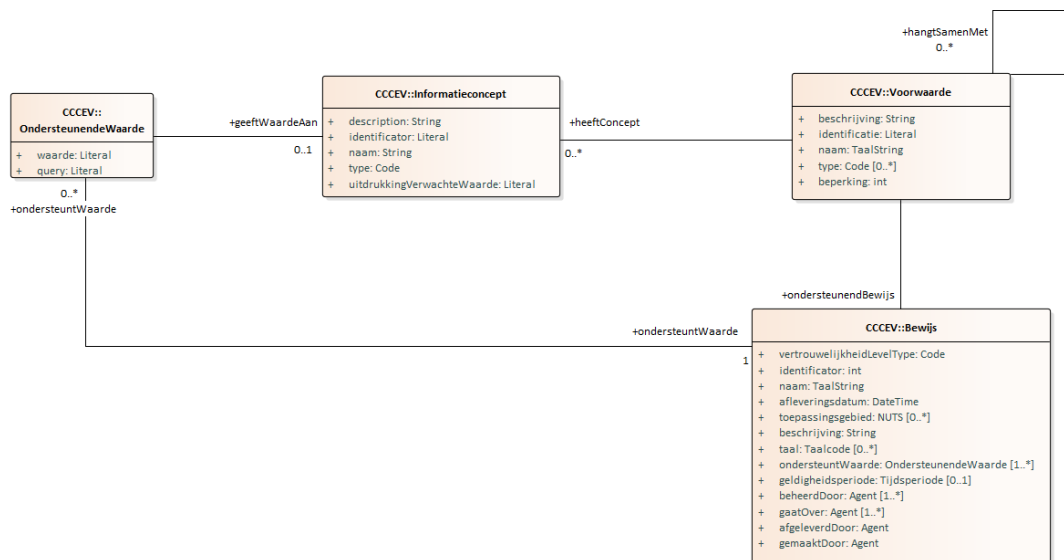 +hangtSamenMet
0..*
CCCEV::
OndersteunendeWaarde
+ waarde: Literal
+ query: Literal
+geeftWaardeAan
0..1
CCCEV::Informatieconcept
+ description: String
+ identificator: Literal
+ naam: String
+ type: Code
+ uitdrukkingVerwachteWaarde: Literal
+heeftConcept
0..*
CCCEV::Voorwaarde
+ beschrijving: String
+ identificatie: Literal
+ naam: TaalString
+ type: Code [0..*]
+ beperking: int
0..*
+ondersteuntWaarde
+ondersteunendBewijs
+ondersteuntWaarde
1
CCCEV::Bewijs
+ vertrouwelijkheidLevelType: Code
+ identificator: int
+ naam: TaalString
+ afleveringsdatum: DateTime
+ toepassingsgebied: NUTS [0..*]
+ beschrijving: String
+ taal: Taalcode [0..*]
+ ondersteuntWaarde: OndersteunendeWaarde [1..*]
+ geldigheidsperiode: Tijdsperiode [0..1]
+ beheerdDoor: Agent [1..*]
+ gaatOver: Agent [1..*]
+ afgeleverdDoor: Agent
+ gemaaktDoor: Agent